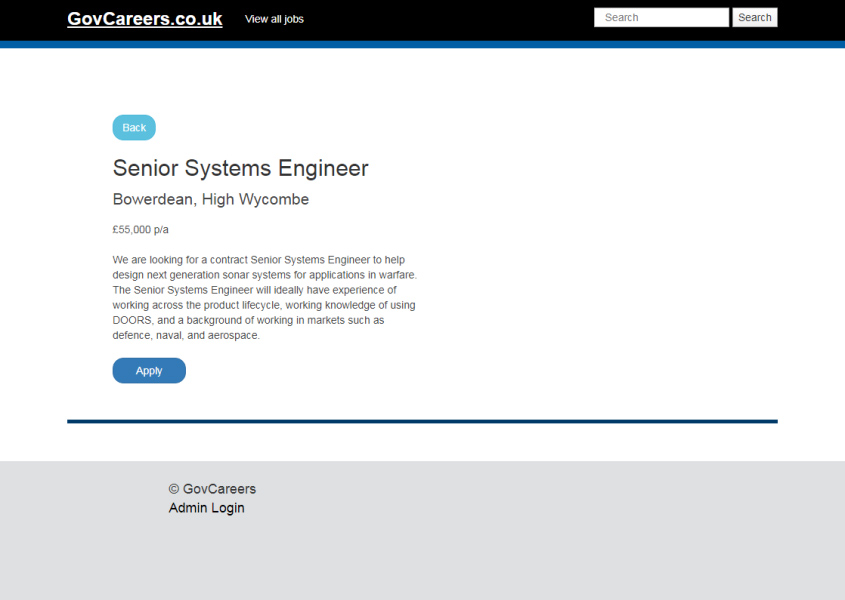 GovCareers.co.uk View all jobs Search Search
Back
Senior Systems Engineer
Bowerdean, High Wycombe
£55,000 p/a
We are looking for a contract Senior Systems Engineer to help
design next generation sonar systems for applications in warfare.
The Senior Systems Engineer will ideally have experience of
working across the product lifecycle, working knowledge of using
DOORS, and a background of working in markets such as
defence, naval, and aerospace.
Apply
© GovCareers
Admin Login